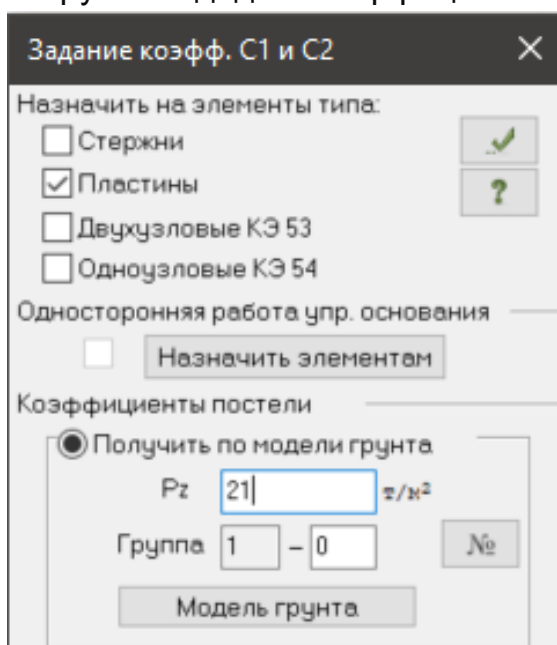 Задание коэфф. С1 и С2
Назначить на элементы типа:
Стержни
Пластины
?
Двухузловые КЭ 53
Одноузловые КЭ 54
Односторонняя работа упр. основания
Назначить элементам
Коэффициенты постели
Получить по модели грунта
Pz 21 т/м²
Группа 1 – 0 №
Модель грунта